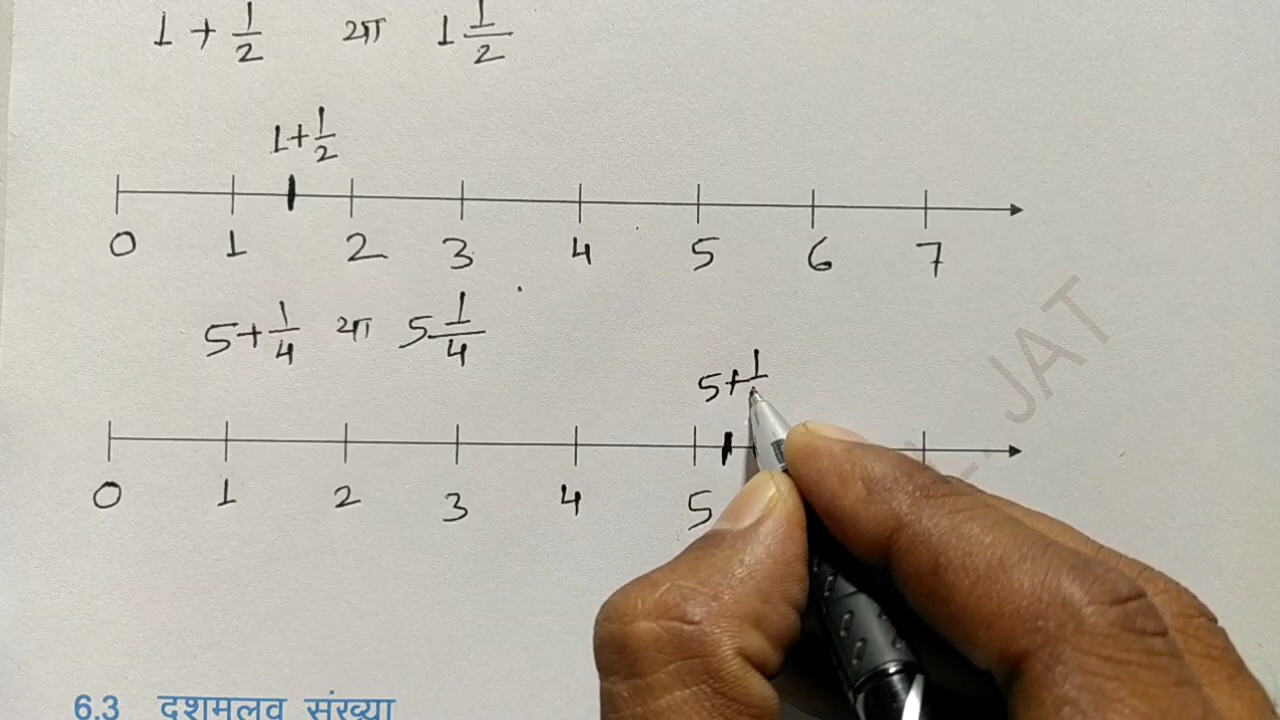 1 + 1/2 या 1 1/2
1+1/2
0 1 2 3 4 5 6 7
5+1/4 या 5 1/4
5+1/
0 1 2 3 4 5
JAT
6.3 दशमलव संख्या